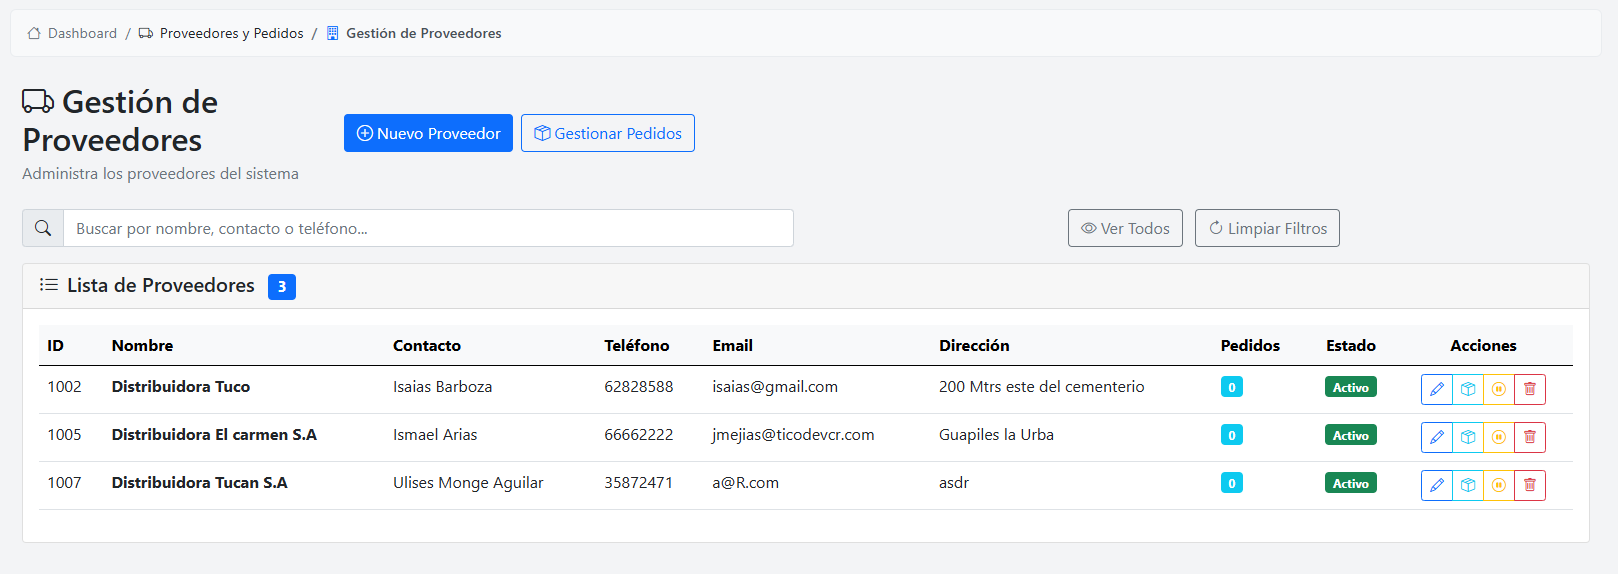 Dashboard / Proveedores y Pedidos / Gestión de Proveedores
Gestión de
Proveedores
Administra los proveedores del sistema
Nuevo Proveedor
Gestionar Pedidos
Buscar por nombre, contacto o teléfono...
Ver Todos
Limpiar Filtros
Lista de Proveedores 3
ID Nombre Contacto Teléfono Email Dirección Pedidos Estado Acciones
1002 Distribuidora Tuco Isaias Barboza 62828588 isaias@gmail.com 200 Mtrs este del cementerio 0 Activo
1005 Distribuidora El carmen S.A Ismael Arias 66662222 jmejias@ticodevcr.com Guapiles la Urba 0 Activo
1007 Distribuidora Tucan S.A Ulises Monge Aguilar 35872471 a@R.com asdr 0 Activo